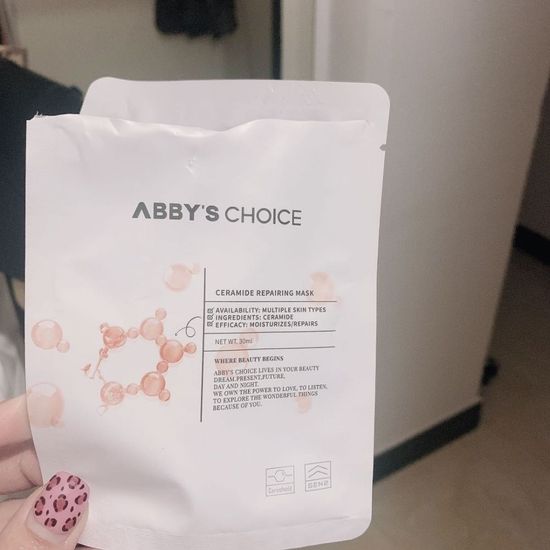 ABBY'S CHOICE
CERAMIDE REPAIRING MASK
AVAILABILITY: MULTIPLE SKIN TYPES
INGREDIENTS: CERAMIDE
EFFICACY: MOISTURIZES/REPAIRS
NET WT. 30ml
WHERE BEAUTY BEGINS
ABBY'S CHOICE LIVES IN YOUR BEAUTY
DREAM.PRESENT,FUTURE,
DAY AND NIGHT.
WE OWN THE POWER TO LOVE, TO LISTEN,
TO EXPLORE THE WONDERFUL THINGS
BECAUSE OF YOU.